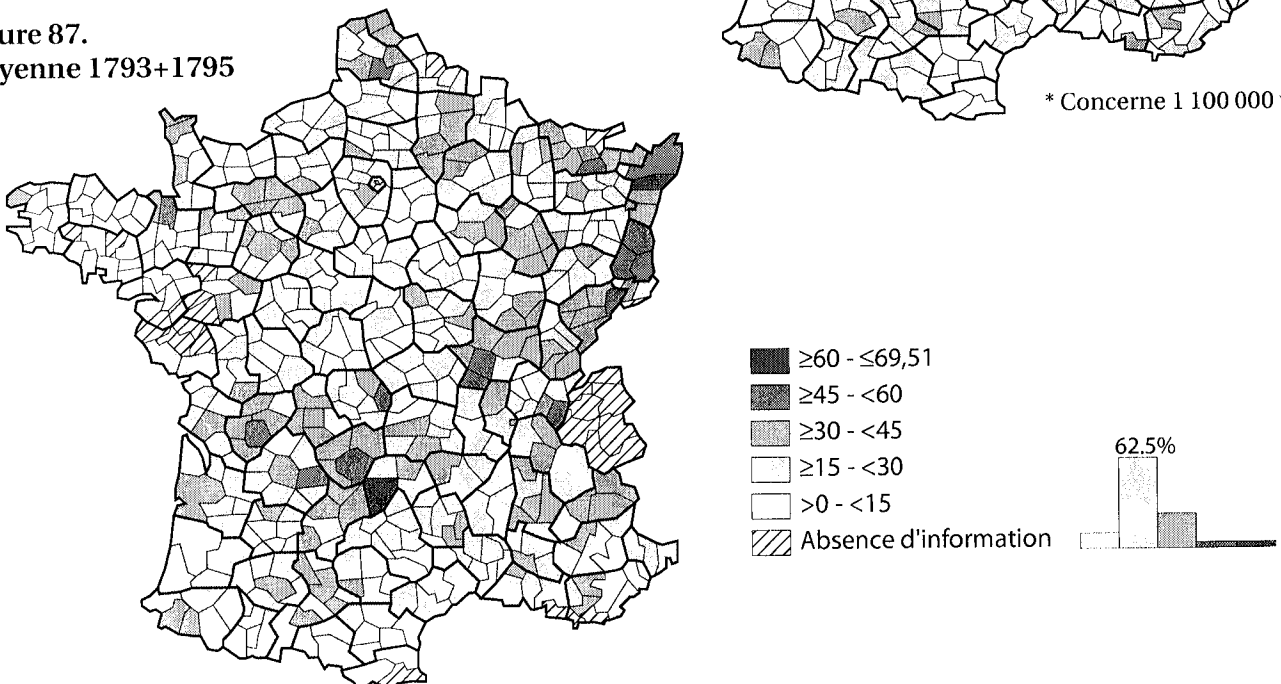 ure 87.
yenne 1793+1795
* Concerne 1 100 000
≥60 - ≤69,51
≥45 - <60
≥30 - <45
≥15 - <30
>0 - <15
Absence d'information
62.5%